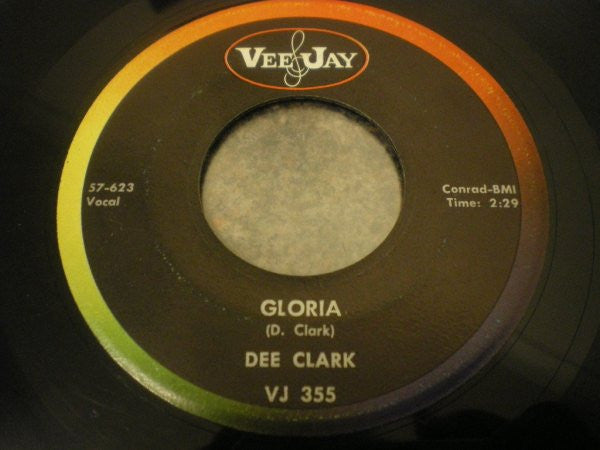 VEE & JAY
57-623
Vocal
Conrad-BMI
Time: 2:29
GLORIA
(D. Clark)
DEE CLARK
VJ 355